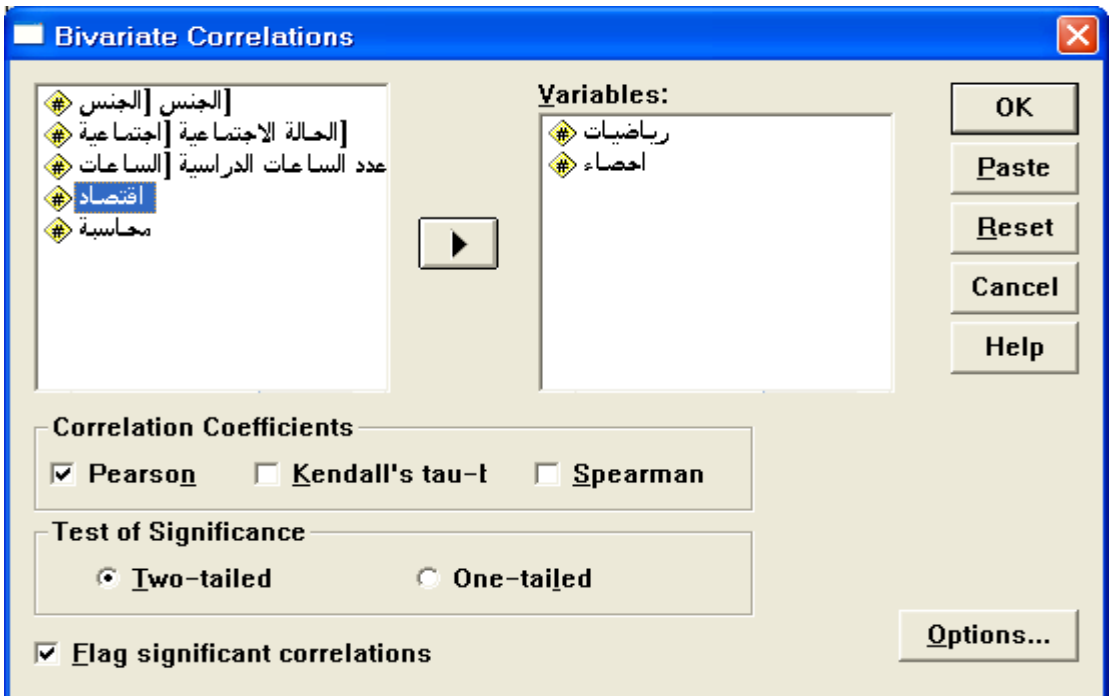 Bivariate Correlations
الجنس [الجنس]
الحالة الاجتماعية [اجتماعية]
عدد الساعات الدراسية [الساعات
اقتصاد
محاسبة
Variables:
رياضيات
احصاء
OK
Paste
Reset
Cancel
Help
Correlation Coefficients
Pearson
Kendall's tau-t
Spearman
Test of Significance
Two-tailed
One-tailed
Flag significant correlations
Options...